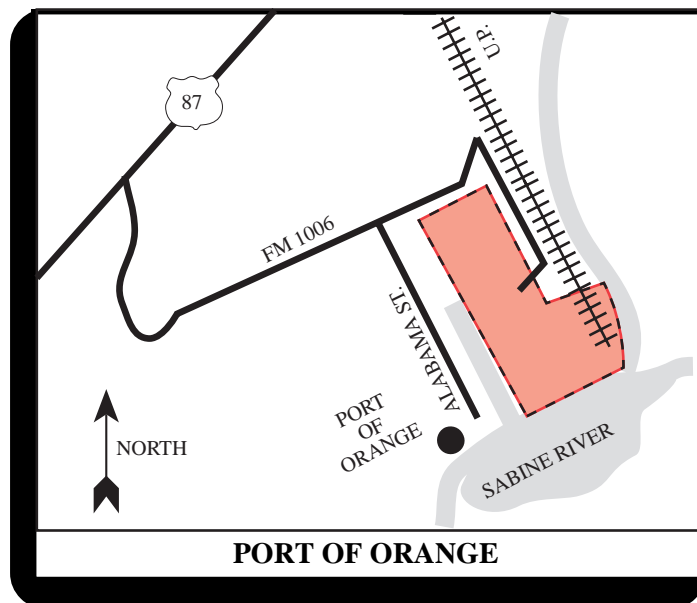 U.P.
87
FM 1006
ALABAMA ST.
PORT
OF
ORANGE
NORTH
SABINE RIVER
PORT OF ORANGE